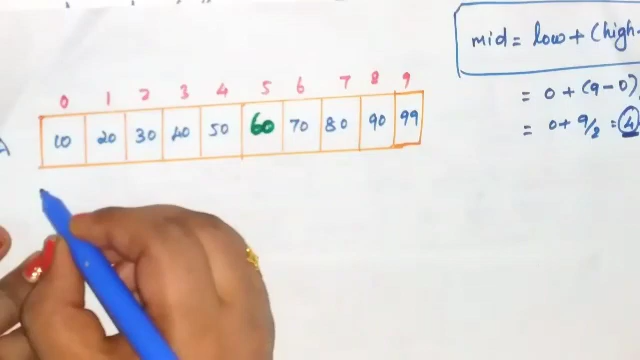 mid = low + (high-
0 1 2 3 4 5 6 7 8 9
= 0 + (9-0)
10 20 30 40 50 60 70 80 90 99
= 0 + 9/2 = 4